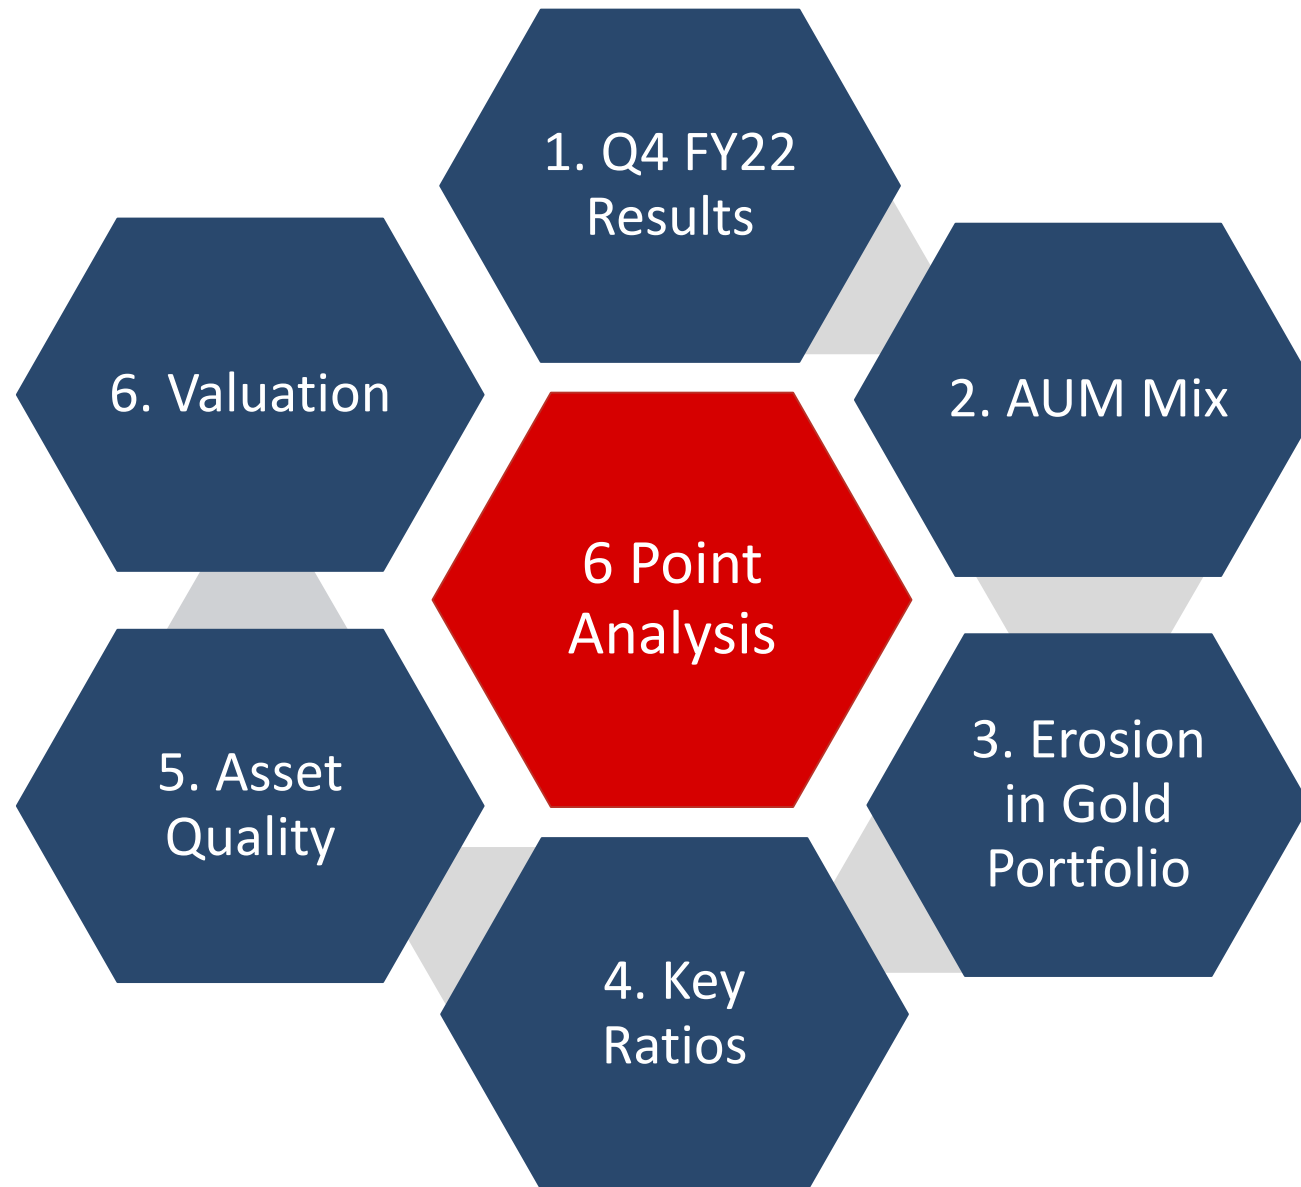 1. Q4 FY22
Results
2. AUM Mix
3. Erosion
in Gold
Portfolio
4. Key
Ratios
5. Asset
Quality
6. Valuation
6 Point
Analysis